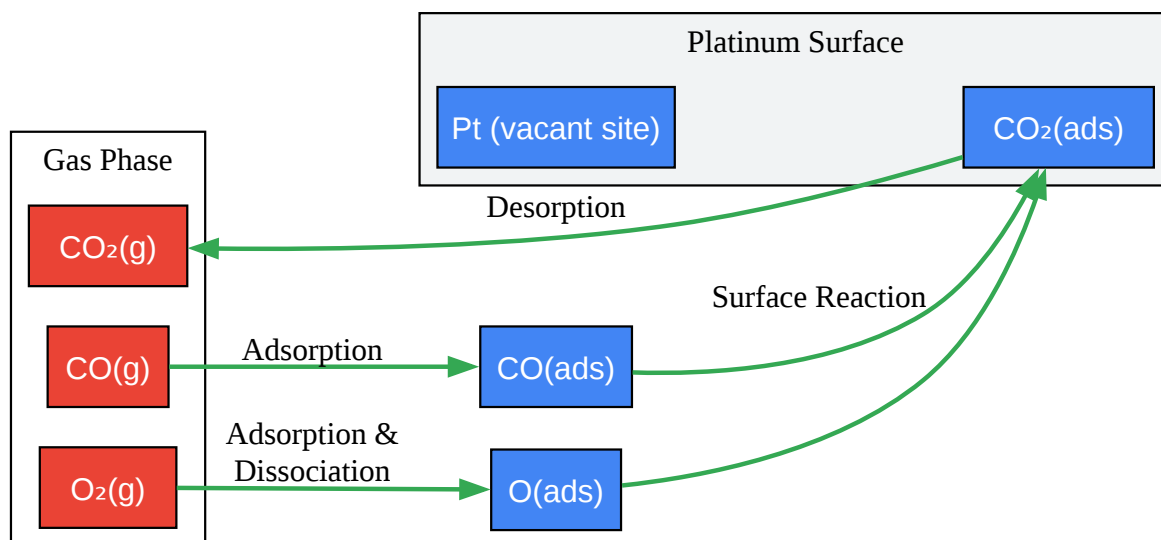 Platinum Surface
Pt (vacant site)
CO₂(ads)
Gas Phase
Desorption
CO₂(g)
Surface Reaction
Adsorption
CO(g)
CO(ads)
Adsorption &
Dissociation
O₂(g)
O(ads)